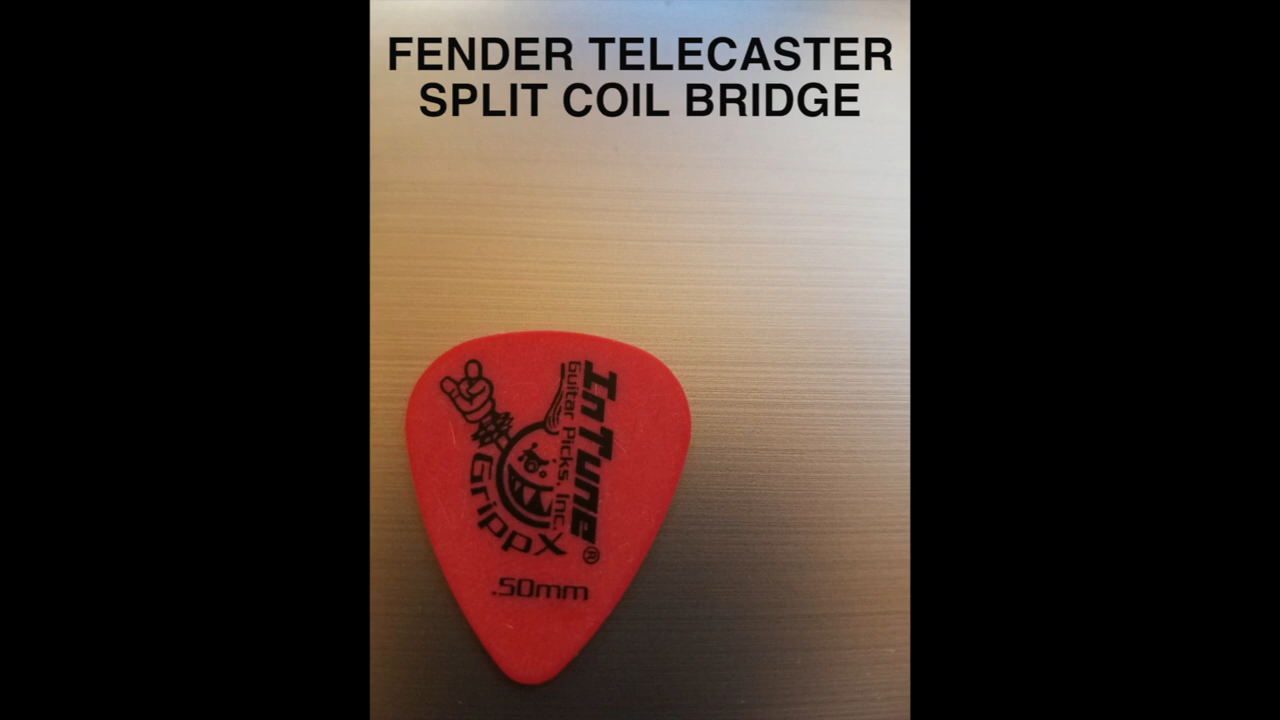 FENDER TELECASTER
SPLIT COIL BRIDGE
InTune®
Guitar Picks, Inc.
GrippX
.50mm